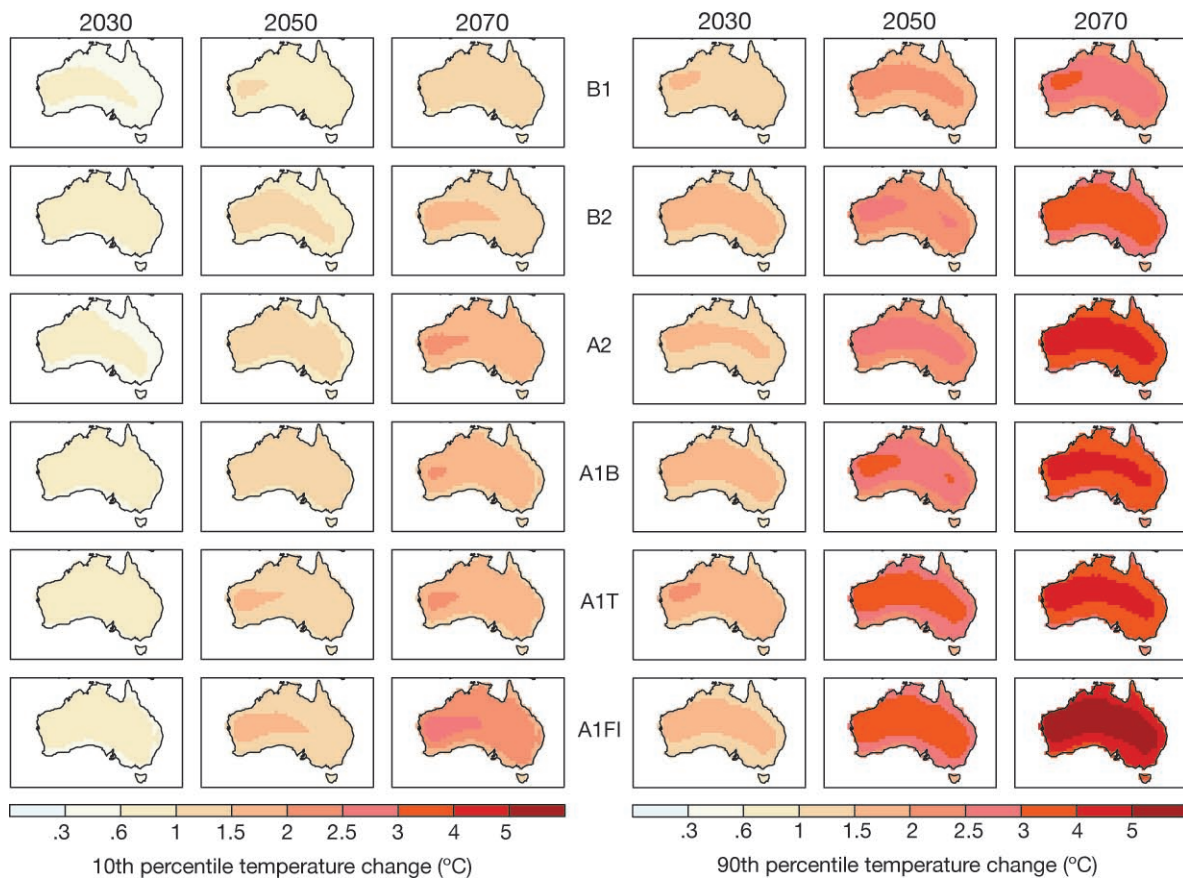 2030 2050 2070 2030 2050 2070
B1
B2
A2
A1B
A1T
A1FI
.3 .6 1 1.5 2 2.5 3 4 5 .3 .6 1 1.5 2 2.5 3 4 5
10th percentile temperature change (ºC) 90th percentile temperature change (ºC)